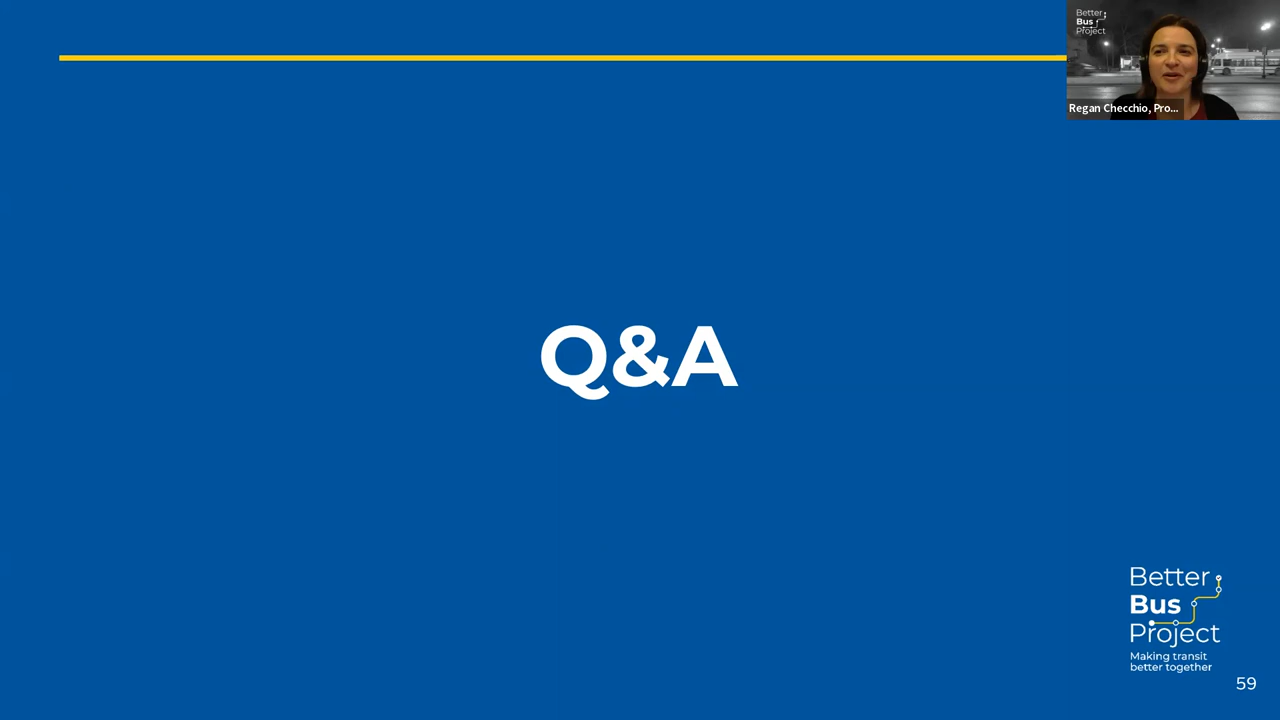 Better
Bus
Project
Regan Checchio, Pro...
Q&A
Better
Bus
Project
Making transit
better together
59